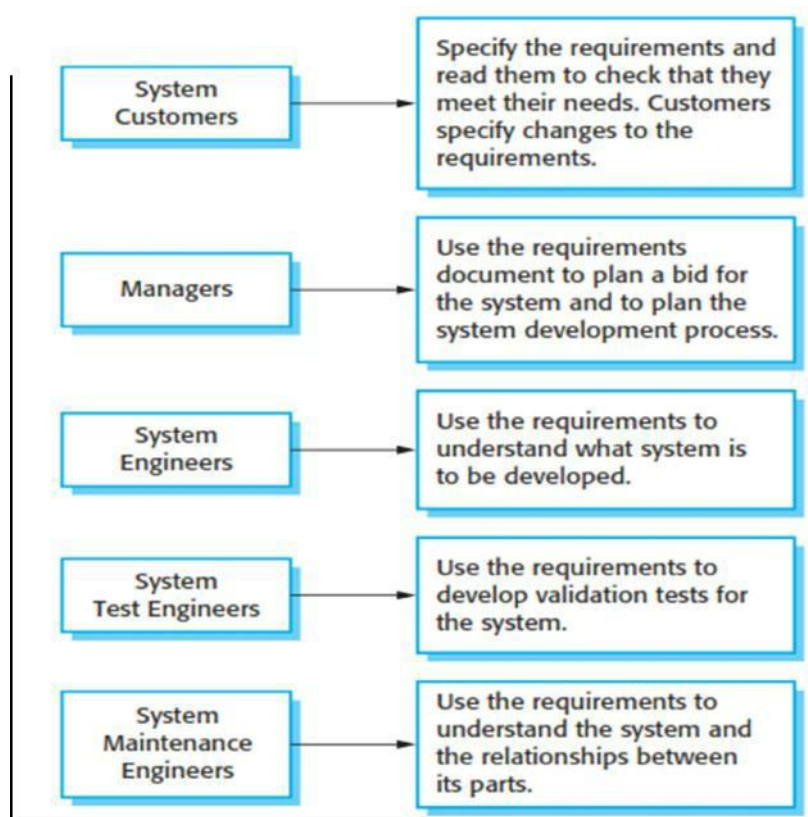 System
Customers
Specify the requirements and
read them to check that they
meet their needs. Customers
specify changes to the
requirements.
Managers
Use the requirements
document to plan a bid for
the system and to plan the
system development process.
System
Engineers
Use the requirements to
understand what system is
to be developed.
System
Test Engineers
Use the requirements to
develop validation tests for
the system.
System
Maintenance
Engineers
Use the requirements to
understand the system and
the relationships between
its parts.